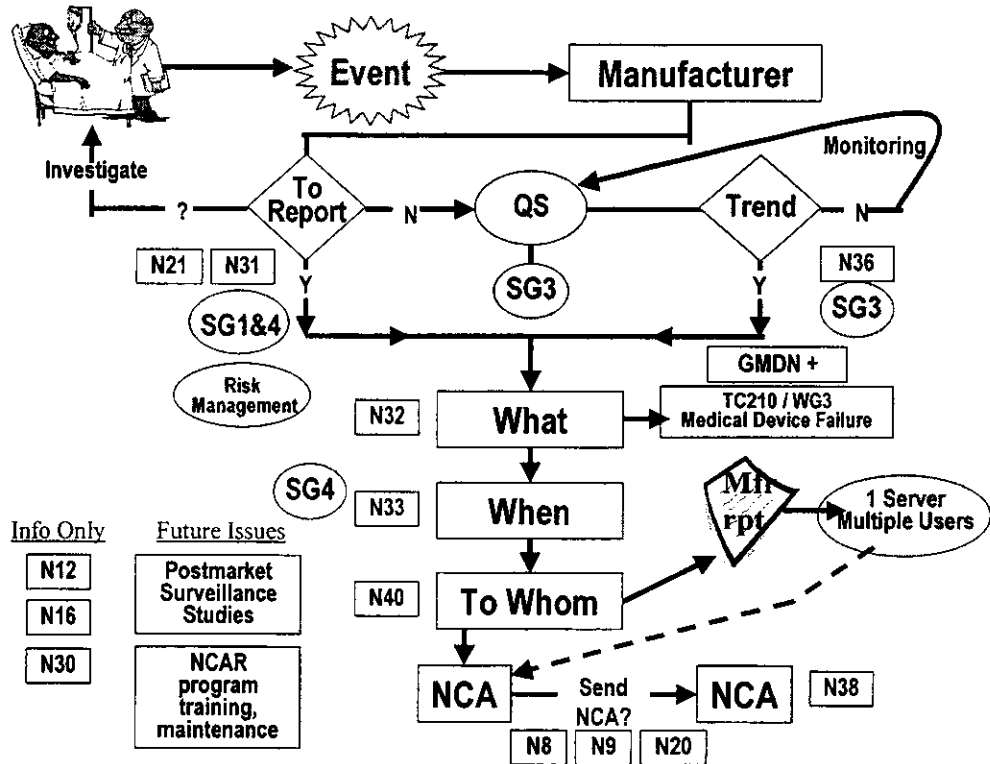 Event
Manufacturer
Investigate
Monitoring
?
To
Report
N
QS
Trend
N
N21
N31
Y
SG3
Y
N36
SG1&4
SG3
Risk
Management
GMDN +
TC210 / WG3
Medical Device Failure
N32
What
SG4
N33
When
Mfr
rpt
1 Server
Multiple Users
Info Only
Future Issues
N12
Postmarket
Surveillance
Studies
N16
N40
To Whom
N30
NCAR
program
training,
maintenance
NCA
Send
NCA?
NCA
N38
N8
N9
N20